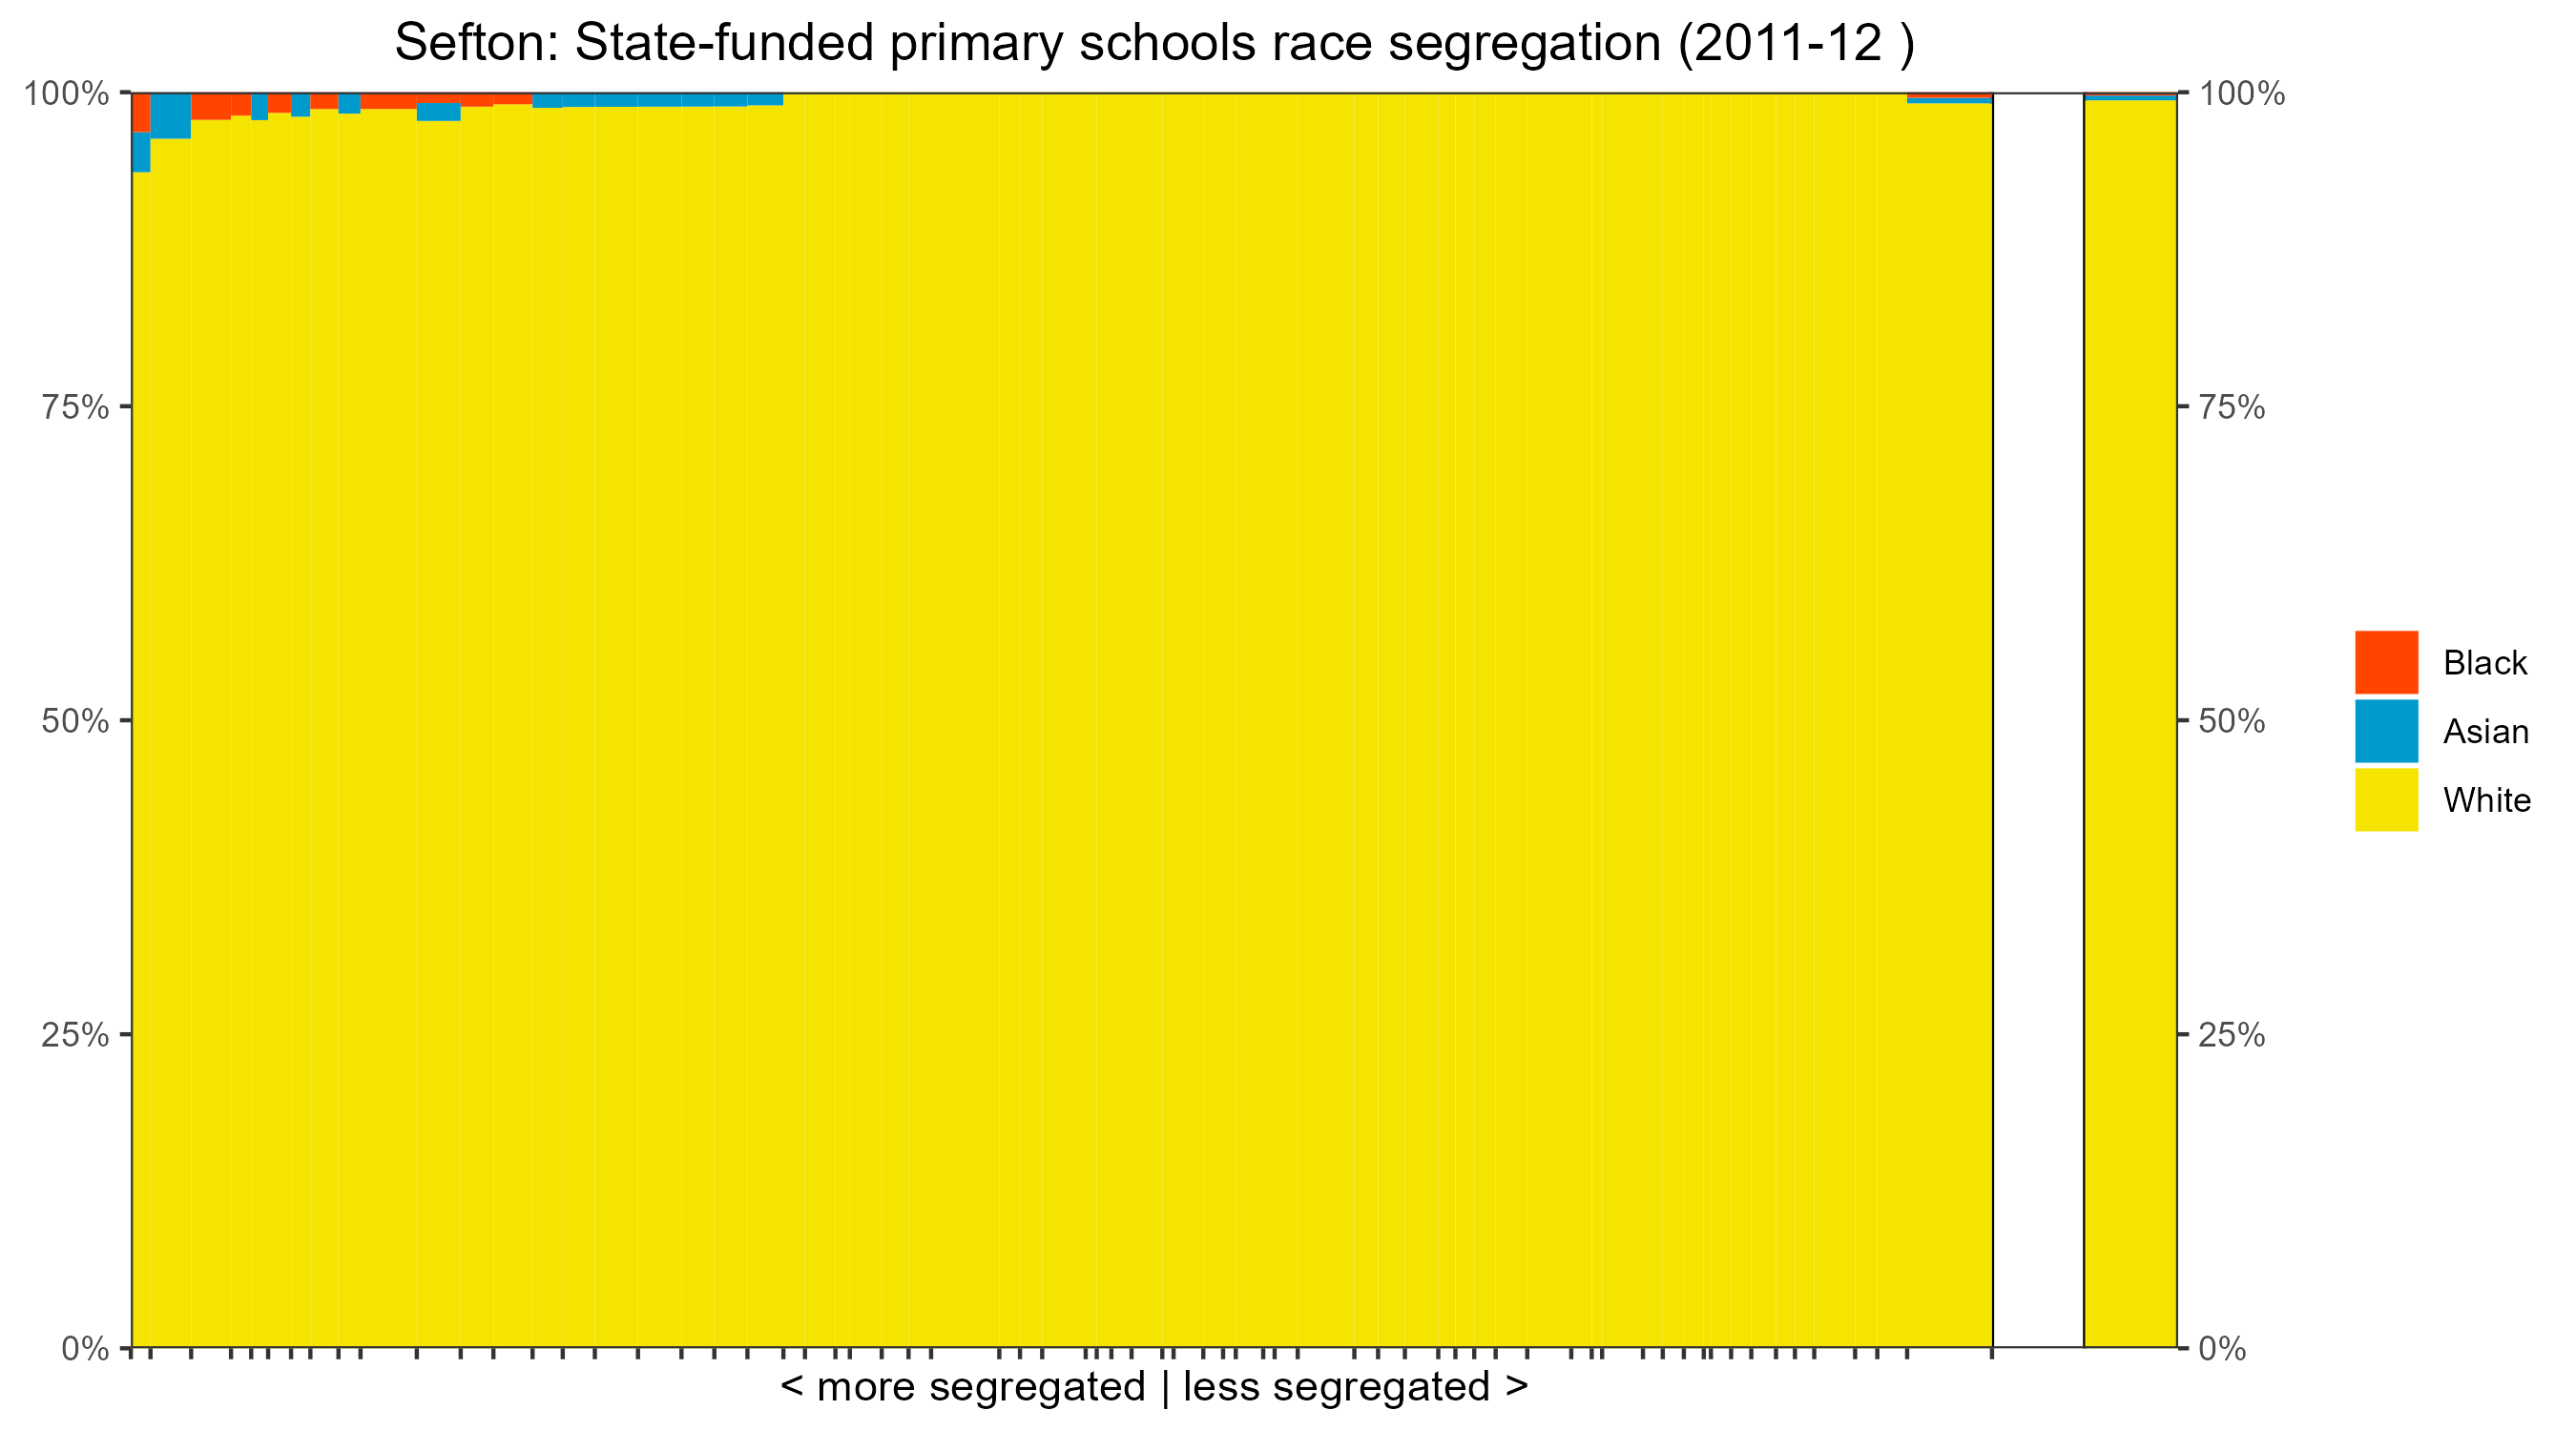 Sefton: State-funded primary schools race segregation (2011-12 )
100%
75%
50%
25%
0%
100%
75%
50%
25%
0%
< more segregated | less segregated >
Black
Asian
White